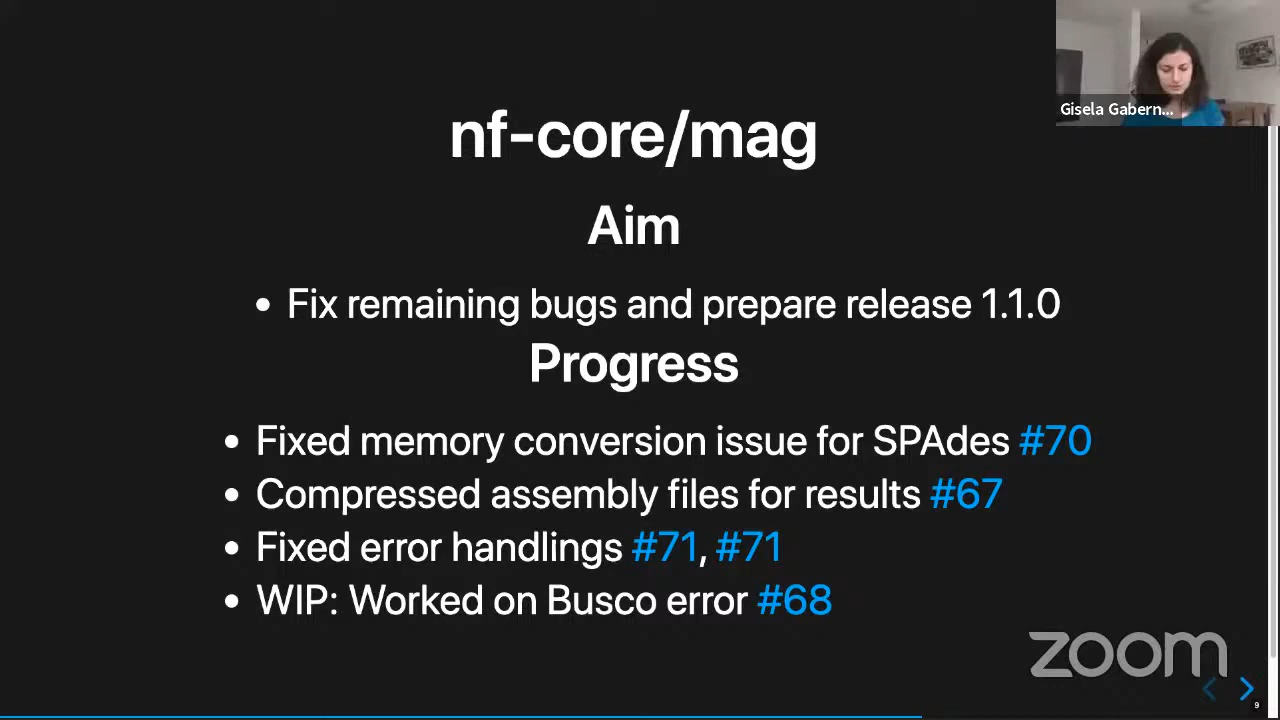 Gisela Gabern...
nf-core/mag
Aim
• Fix remaining bugs and prepare release 1.1.0
Progress
• Fixed memory conversion issue for SPAdes #70
• Compressed assembly files for results #67
• Fixed error handlings #71, #71
• WIP: Worked on Busco error #68
zoom
9